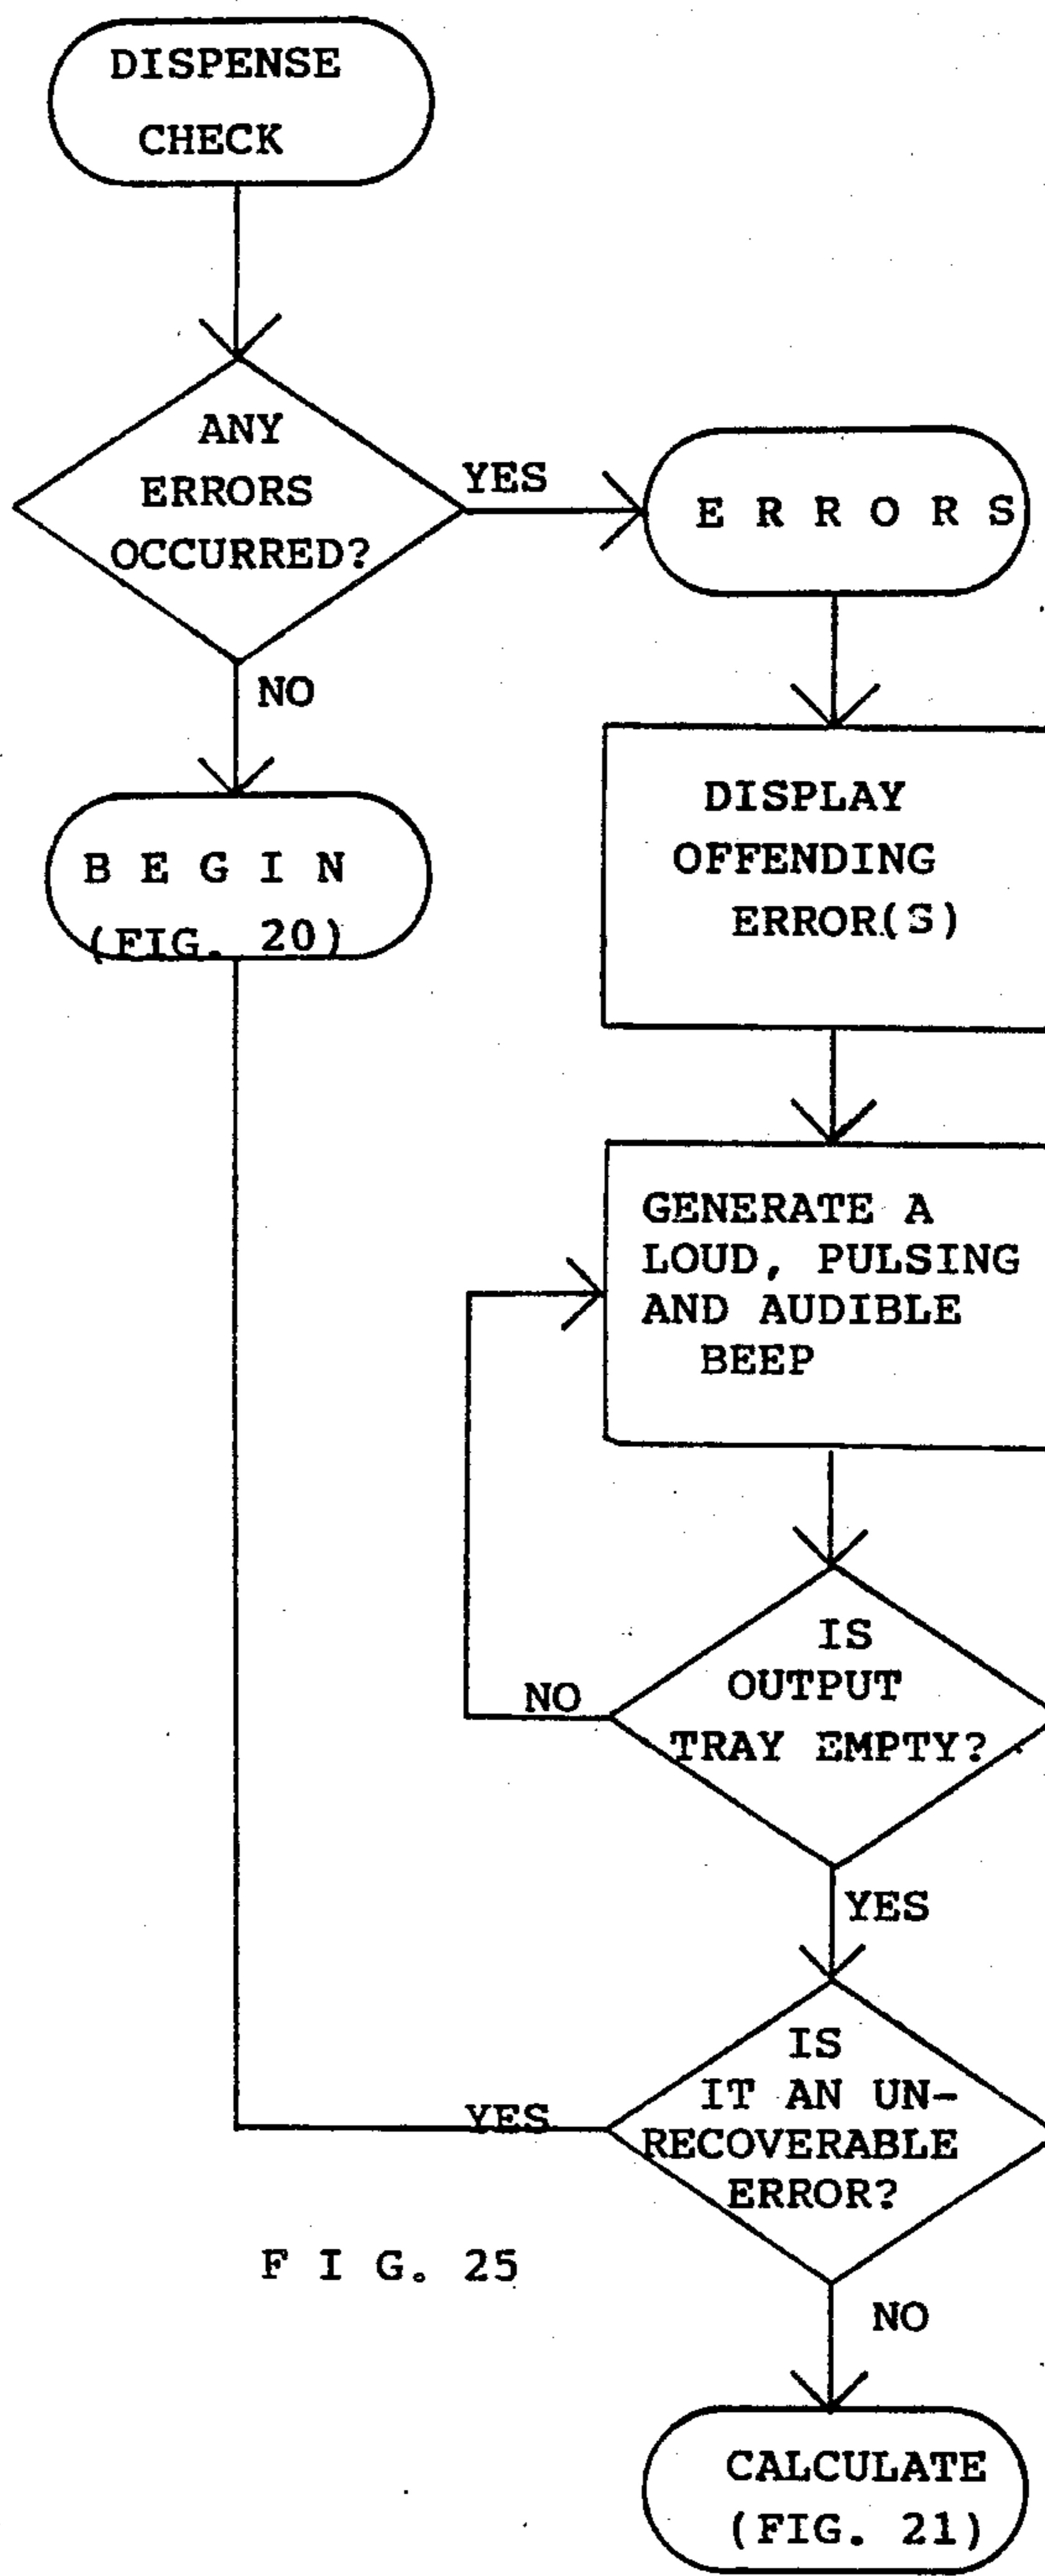 DISPENSE
CHECK
ANY
ERRORS
OCCURRED?
YES
E R R O R S
NO
B E G I N
(FIG. 20)
DISPLAY
OFFENDING
ERROR(S)
GENERATE A
LOUD, PULSING
AND AUDIBLE
BEEP
IS
OUTPUT
TRAY EMPTY?
NO
YES
IS
IT AN UN-
RECOVERABLE
ERROR?
YES
NO
F I G. 25
CALCULATE
(FIG. 21)